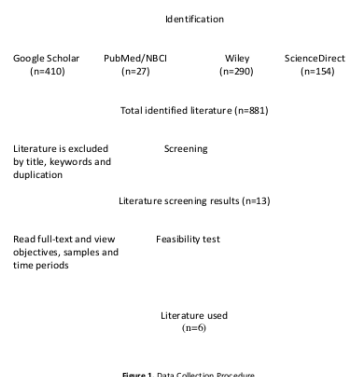 Identification
Google Scholar PubMed/NBCI Wiley ScienceDirect
(n=410) (n=27) (n=290) (n=154)
Total identified literature (n=881)
Literature is excluded Screening
by title, keywords and
duplication
Literature screening results (n=13)
Read full-text and view Feasibility test
objectives, samples and
time periods
Literature used
(n=6)
Figure 1. Data Collection Procedure